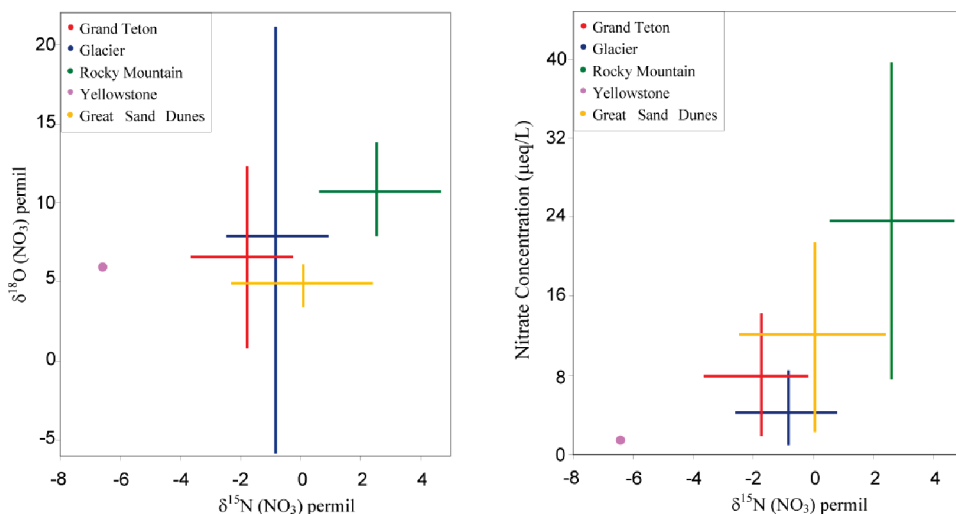 Grand Teton
Glacier
Rocky Mountain
Yellowstone
Great Sand Dunes
20
15
10
5
0
-5
δ¹⁸O (NO₃) permil
-8 -6 -4 -2 0 2 4
δ¹⁵N (NO₃) permil
Grand Teton
Glacier
Rocky Mountain
Yellowstone
Great Sand Dunes
40
32
24
16
8
0
Nitrate Concentration (μeq/L)
-8 -6 -4 -2 0 2 4
δ¹⁵N (NO₃) permil